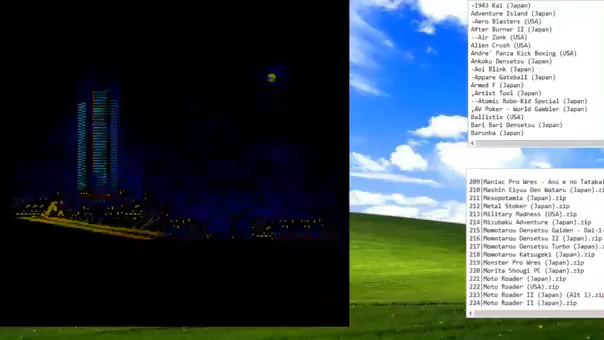 -1943 Kai (Japan)
Adventure Island (Japan)
-Aero Blasters (USA)
After Burner II (Japan)
--Air Zonk (USA)
Alien Crush (USA)
Andre' Panza Kick Boxing (USA)
Ankoku Densetsu (Japan)
-Aoi Blink (Japan)
-Appare Gateball (Japan)
Armed F (Japan)
,Artist Tool (Japan)
--Atomic Robo-Kid Special (Japan)
,AV Poker - World Gambler (Japan)
Ballistix (USA)
Bari Bari Densetsu (Japan)
Barunba (Japan)
209|Maniac Pro Wres - Asu e no Tatakai
210|Mashin Eiyuu Den Wataru (Japan).zi
211|Mesopotamia (Japan).zip
212|Metal Stoker (Japan).zip
213|Military Madness (USA).zip
214|Mizubaku Adventure (Japan).zip
215|Momotarou Densetsu Gaiden - Dai-1-
216|Momotarou Densetsu II (Japan).zip
217|Momotarou Densetsu Turbo (Japan).
218|Momotarou Katsugeki (Japan).zip
219|Monster Pro Wres (Japan).zip
220|Morita Shougi PC (Japan).zip
221|Moto Roader (Japan).zip
222|Moto Roader (USA).zip
223|Moto Roader II (Japan) (Alt 1).zip
224|Moto Roader II (Japan).zip